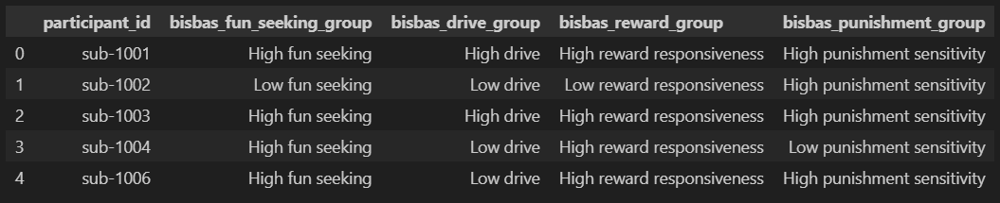 participant_id bisbas_fun_seeking_group bisbas_drive_group bisbas_reward_group bisbas_punishment_group
0 sub-1001 High fun seeking High drive High reward responsiveness High punishment sensitivity
1 sub-1002 Low fun seeking Low drive Low reward responsiveness High punishment sensitivity
2 sub-1003 High fun seeking High drive High reward responsiveness High punishment sensitivity
3 sub-1004 High fun seeking Low drive High reward responsiveness Low punishment sensitivity
4 sub-1006 High fun seeking Low drive High reward responsiveness High punishment sensitivity